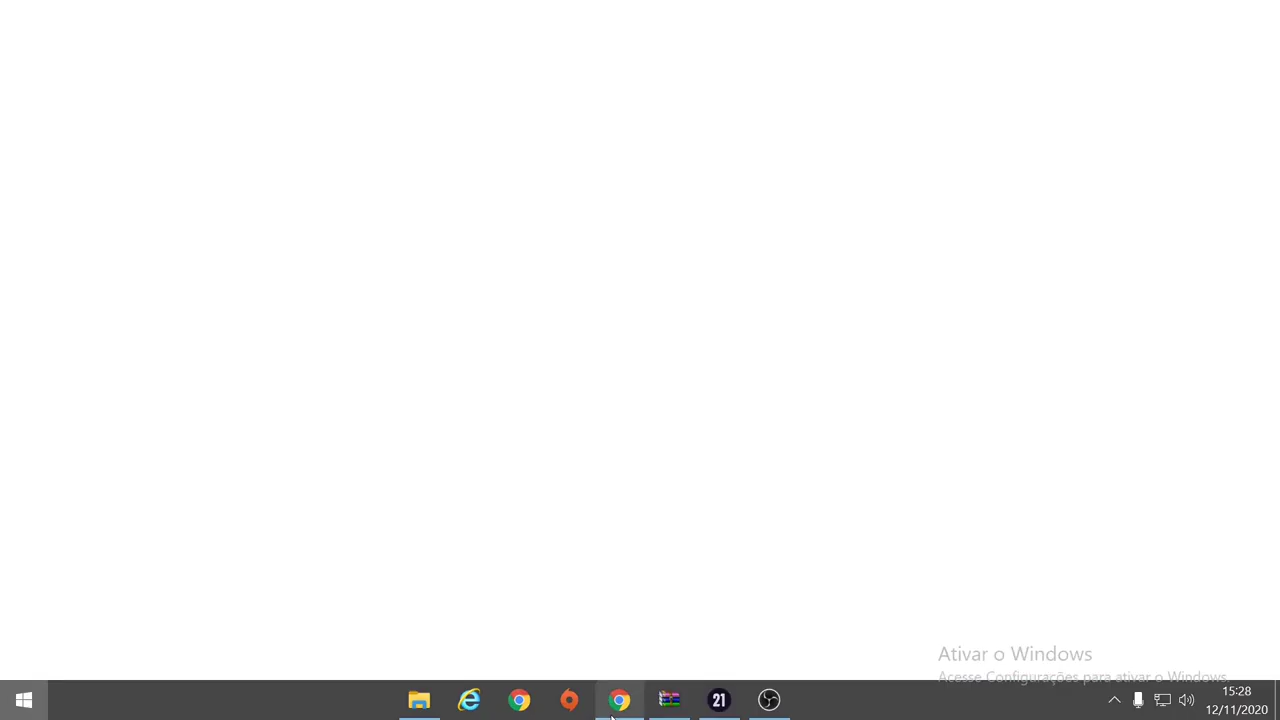 Ativar o Windows
Acesse Configurações para ativar o Windows.
21
15:28
12/11/2020